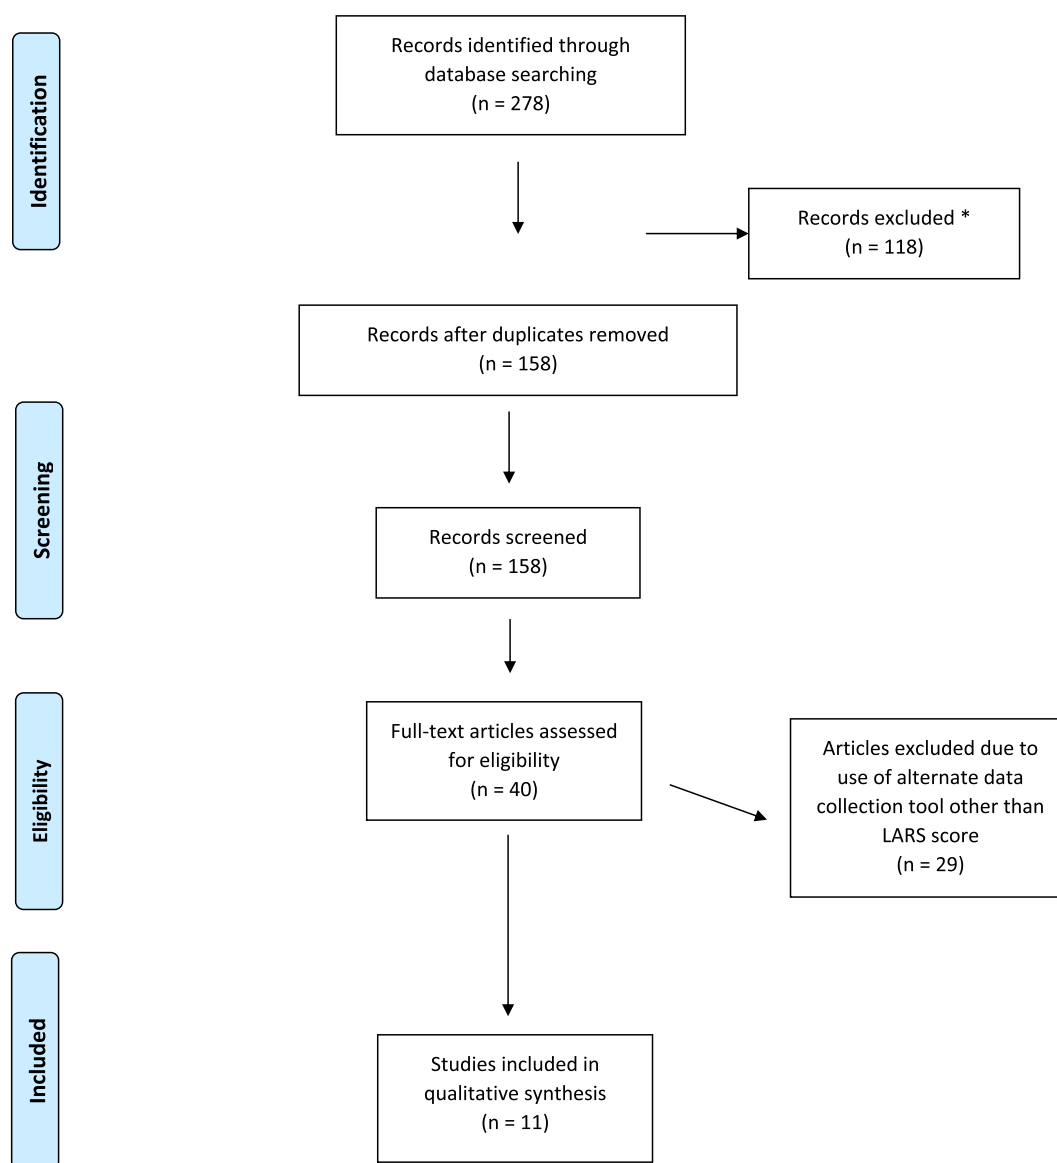 Identification
Records identified through
database searching
(n = 278)
Records excluded *
(n = 118)
Records after duplicates removed
(n = 158)
Screening
Records screened
(n = 158)
Eligibility
Full-text articles assessed
for eligibility
(n = 40)
Articles excluded due to
use of alternate data
collection tool other than
LARS score
(n = 29)
Included
Studies included in
qualitative synthesis
(n = 11)